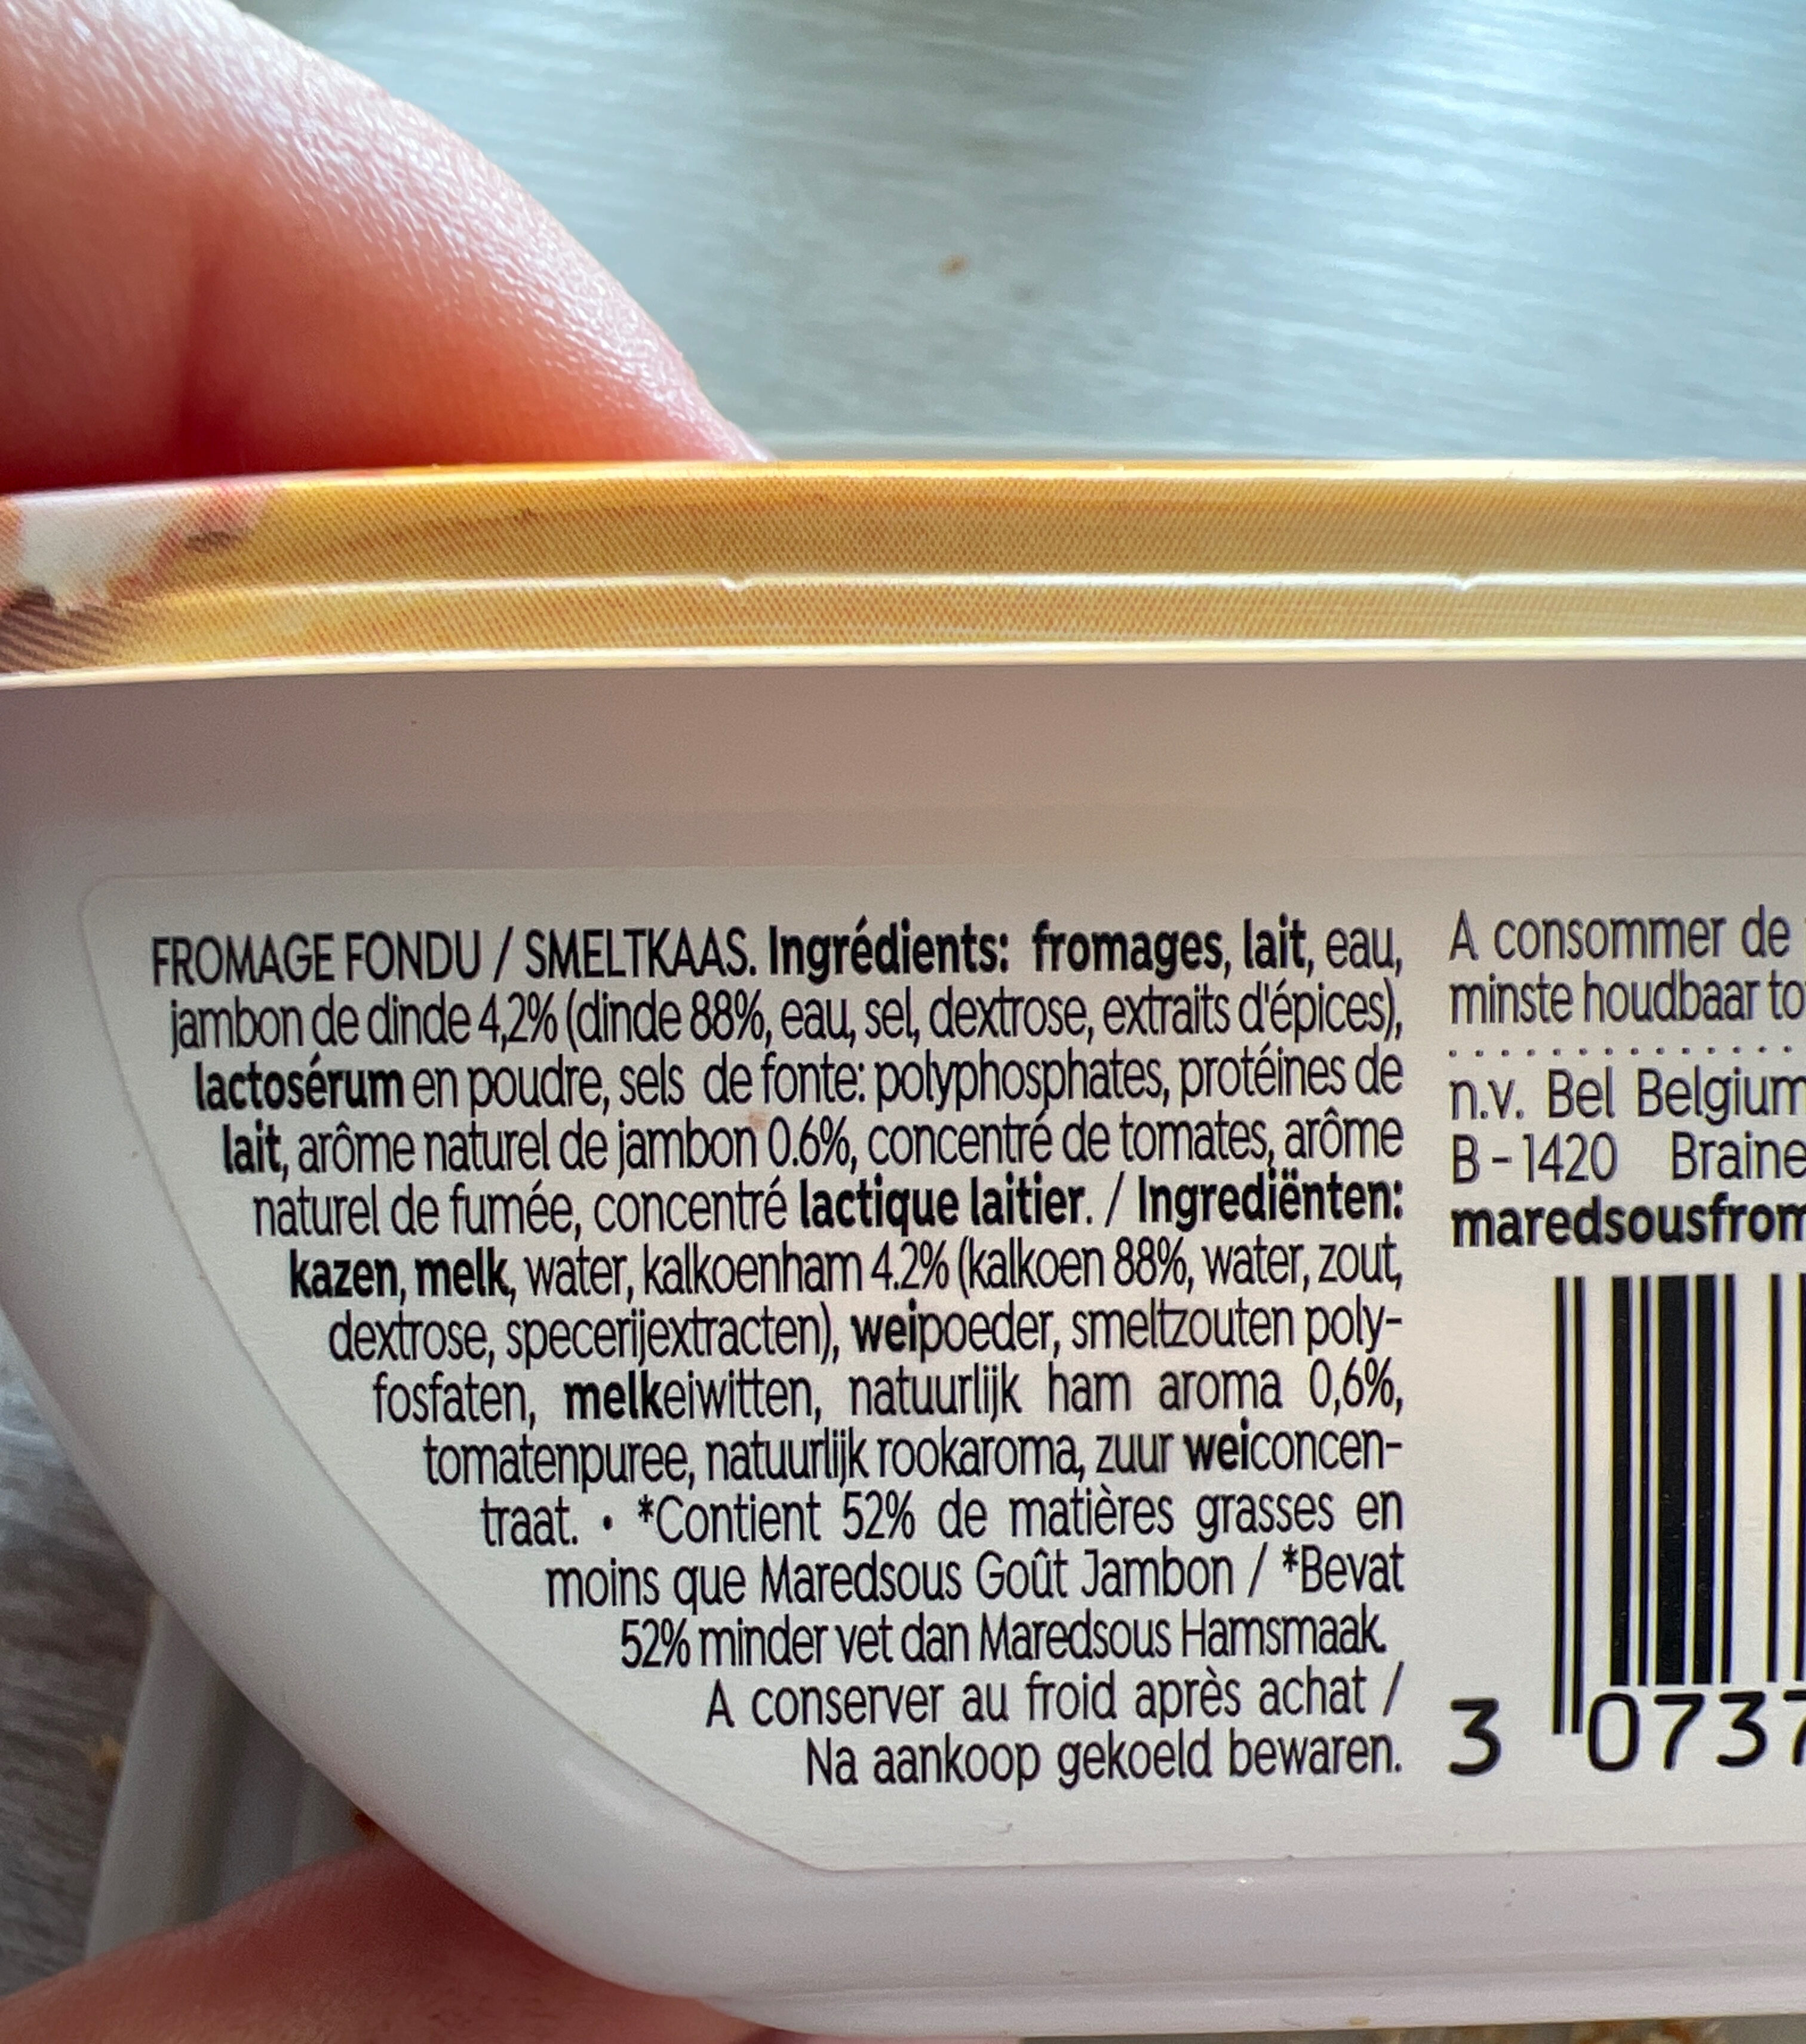 FROMAGE FONDU / SMELTKAAS. Ingrédients: fromages, lait, eau,
jambon de dinde 4,2% (dinde 88%, eau, sel, dextrose, extraits d'épices),
lactosérum en poudre, sels de fonte: polyphosphates, protéines de
lait, arôme naturel de jambon 0.6%, concentré de tomates, arôme
naturel de fumée, concentré lactique laitier. / Ingrediënten:
kazen, melk, water, kalkoenham 4.2% (kalkoen 88%, water, zout,
dextrose, specerijextracten), weipoeder, smeltzouten poly-
fosfaten, melkeiwitten, natuurlijk ham aroma 0,6%,
tomatenpuree, natuurlijk rookaroma, zuur weiconcen-
traat. • *Contient 52% de matières grasses en
moins que Maredsous Goût Jambon / *Bevat
52% minder vet dan Maredsous Hamsmaak.
A conserver au froid après achat /
Na aankoop gekoeld bewaren.
A consommer de
minste houdbaar to
n.v. Bel Belgium
B-1420 Braine
maredsousfrom
3 0737